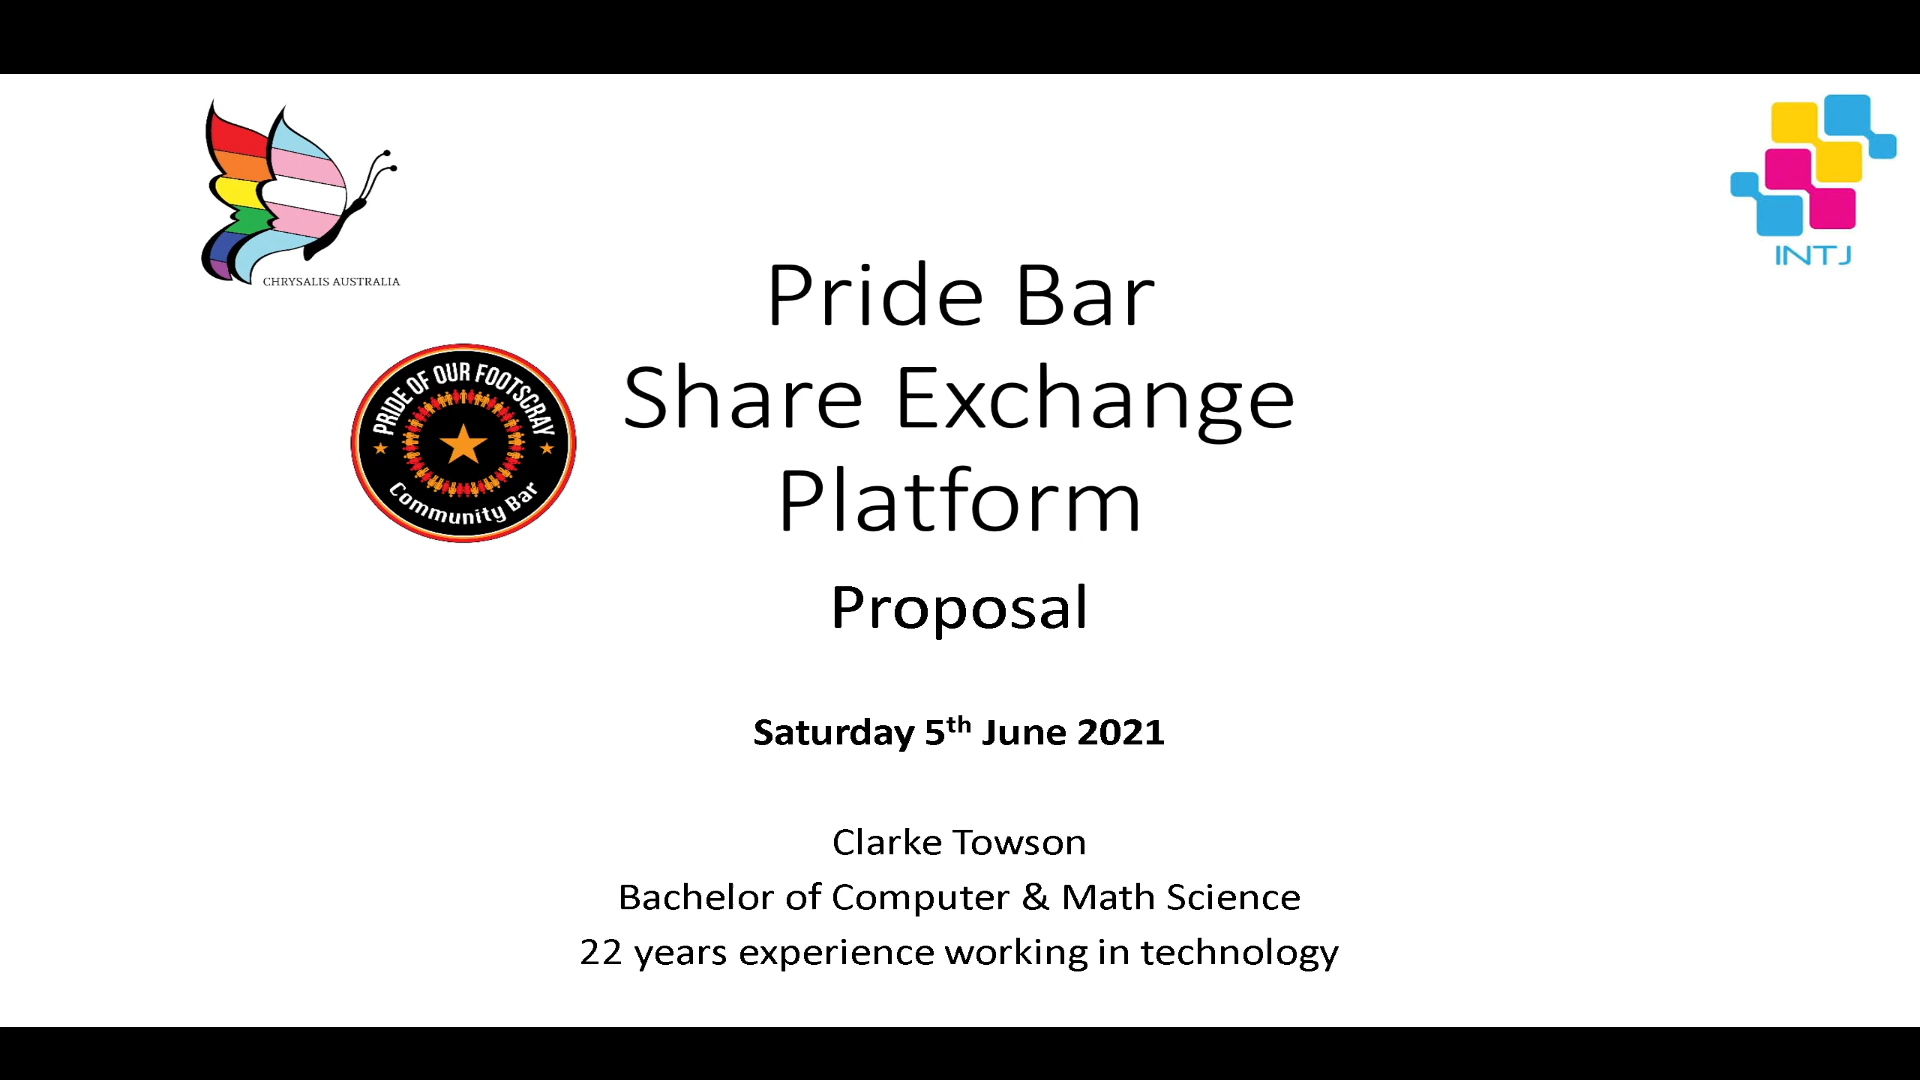 CHRYSALIS AUSTRALIA
INTJ
Pride Bar
Share Exchange
Platform
PRIDE OF OUR FOOTSCRAY
Community Bar
Proposal
Saturday 5th June 2021
Clarke Towson
Bachelor of Computer & Math Science
22 years experience working in technology